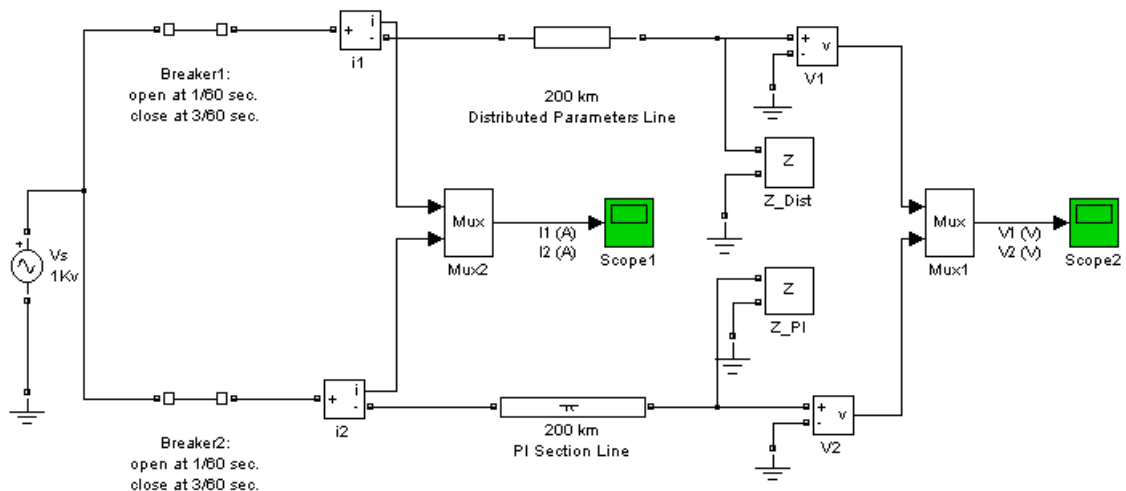 +
i
-
i1
Breaker1:
open at 1/60 sec.
close at 3/60 sec.
200 km
Distributed Parameters Line
+
-
v
V1
Z
Z_Dist
Mux
Mux2
I1 (A)
I2 (A)
Scope1
Mux
Mux1
V1 (V)
V2 (V)
Scope2
+
Vs
1Kv
Z
Z_PI
+
i
-
i2
Breaker2:
open at 1/60 sec.
close at 3/60 sec.
π
200 km
PI Section Line
+
-
v
V2